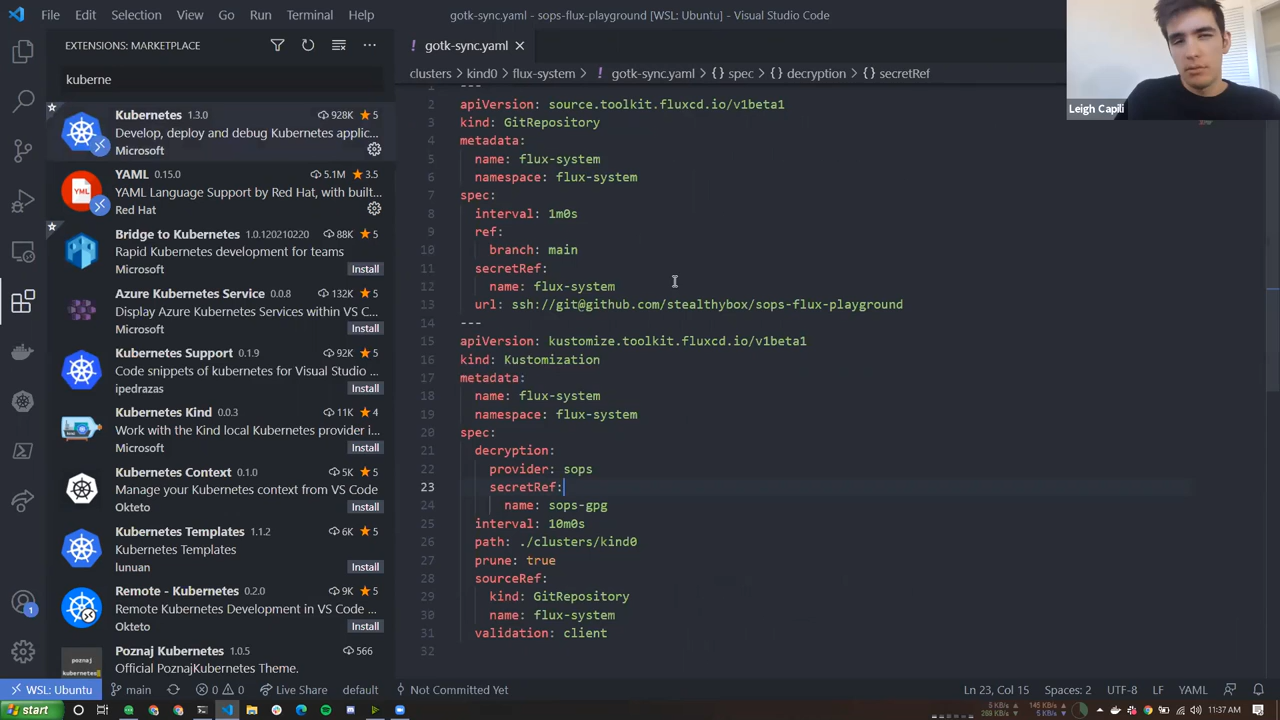 File Edit Selection View Go Run Terminal Help
gotk-sync.yaml - sops-flux-playground [WSL: Ubuntu] - Visual Studio Code
Leigh Capili
EXTENSIONS: MARKETPLACE
kuberne
Kubernetes 1.3.0 928K 5
Develop, deploy and debug Kubernetes applic...
Microsoft
YAML 0.15.0 5.1M 3.5
YAML Language Support by Red Hat, with built...
Red Hat
Bridge to Kubernetes 1.0.120210220 88K 5
Rapid Kubernetes development for teams
Microsoft Install
Azure Kubernetes Service 0.0.8 132K 5
Display Azure Kubernetes Services within VS C...
Microsoft Install
Kubernetes Support 0.1.9 92K 5
Code snippets of kubernetes for Visual Studio ...
ipedrazas Install
Kubernetes Kind 0.0.3 11K 4
Work with the Kind local Kubernetes provider i...
Microsoft Install
Kubernetes Context 0.1.0 5K 5
Manage your Kubernetes context from VS Code
Okteto Install
Kubernetes Templates 1.1.2 6K 5
Kubernetes Templates
lunuan Install
Remote - Kubernetes 0.2.0 9K 5
Remote Kubernetes Development in VS Code ...
Okteto Install
Poznaj Kubernetes 1.0.5 566
Official PoznajKubernetes Theme.
poznaj
kubernetes
gotk-sync.yaml
clusters > kind0 > flux-system > ! gotk-sync.yaml > {} spec > {} decryption > {} secretRef
1 ---
2 apiVersion: source.toolkit.fluxcd.io/v1beta1
3 kind: GitRepository
4 metadata:
5 name: flux-system
6 namespace: flux-system
7 spec:
8 interval: 1m0s
9 ref:
10 branch: main
11 secretRef:
12 name: flux-system
13 url: ssh://git@github.com/stealthybox/sops-flux-playground
14 ---
15 apiVersion: kustomize.toolkit.fluxcd.io/v1beta1
16 kind: Kustomization
17 metadata:
18 name: flux-system
19 namespace: flux-system
20 spec:
21 decryption:
22 provider: sops
23 secretRef:
24 name: sops-gpg
25 interval: 10m0s
26 path: ./clusters/kind0
27 prune: true
28 sourceRef:
29 kind: GitRepository
30 name: flux-system
31 validation: client
32
1
WSL: Ubuntu main 0 0 Live Share default Not Committed Yet Ln 23, Col 15 Spaces: 2 UTF-8 LF YAML
start 11:37 AM